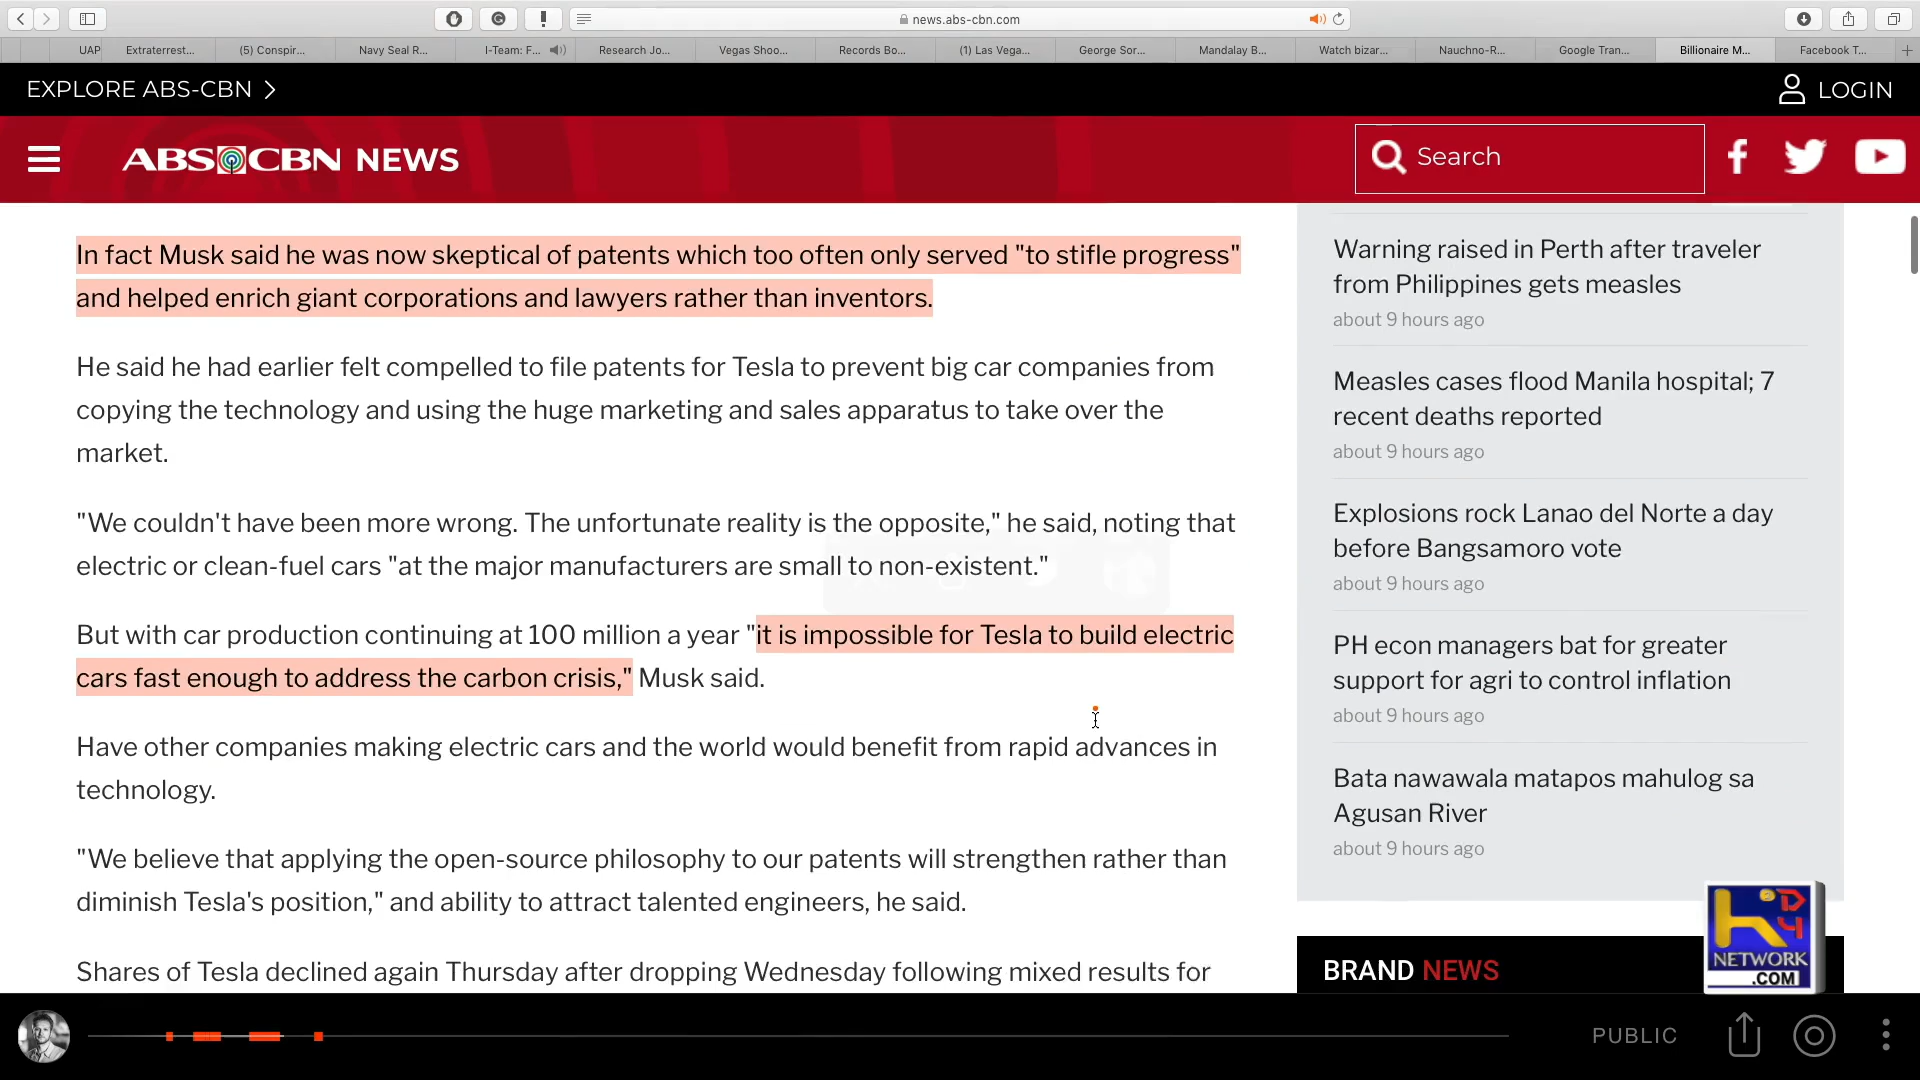 news.abs-cbn.com
UAP
Extraterrest...
(5) Conspir...
Navy Seal R...
I-Team: F...
Research Jo...
Vegas Shoo...
Records Bo...
(1) Las Vega...
George Sor...
Mandalay B...
Watch bizar...
Nauchno-R...
Google Tran...
Billionaire M...
Facebook T...
EXPLORE ABS-CBN
LOGIN
ABS CBN NEWS
Search
In fact Musk said he was now skeptical of patents which too often only served "to stifle progress"
and helped enrich giant corporations and lawyers rather than inventors.
He said he had earlier felt compelled to file patents for Tesla to prevent big car companies from
copying the technology and using the huge marketing and sales apparatus to take over the
market.
"We couldn't have been more wrong. The unfortunate reality is the opposite," he said, noting that
electric or clean-fuel cars "at the major manufacturers are small to non-existent."
But with car production continuing at 100 million a year "it is impossible for Tesla to build electric
cars fast enough to address the carbon crisis," Musk said.
Have other companies making electric cars and the world would benefit from rapid advances in
technology.
"We believe that applying the open-source philosophy to our patents will strengthen rather than
diminish Tesla's position," and ability to attract talented engineers, he said.
Shares of Tesla declined again Thursday after dropping Wednesday following mixed results for
Warning raised in Perth after traveler
from Philippines gets measles
about 9 hours ago
Measles cases flood Manila hospital; 7
recent deaths reported
about 9 hours ago
Explosions rock Lanao del Norte a day
before Bangsamoro vote
about 9 hours ago
PH econ managers bat for greater
support for agri to control inflation
about 9 hours ago
Bata nawawala matapos mahulog sa
Agusan River
about 9 hours ago
BRAND NEWS
NETWORK
.COM
PUBLIC